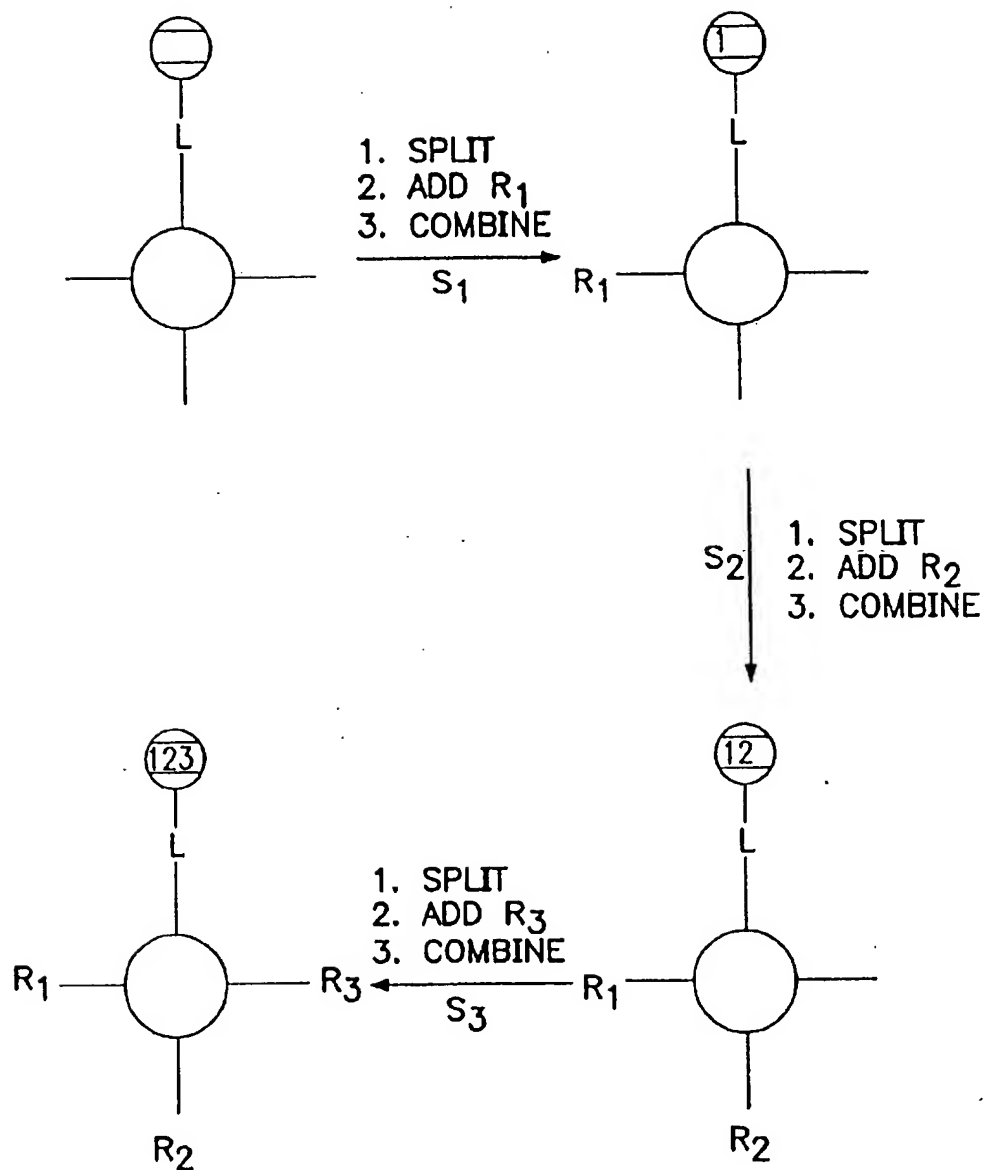 1
L
L
1. SPLIT
2. ADD R1
3. COMBINE
S1
R1
S2
1. SPLIT
2. ADD R2
3. COMBINE
123
12
L
L
1. SPLIT
2. ADD R3
3. COMBINE
R1
R3
S3
R1
R2
R2